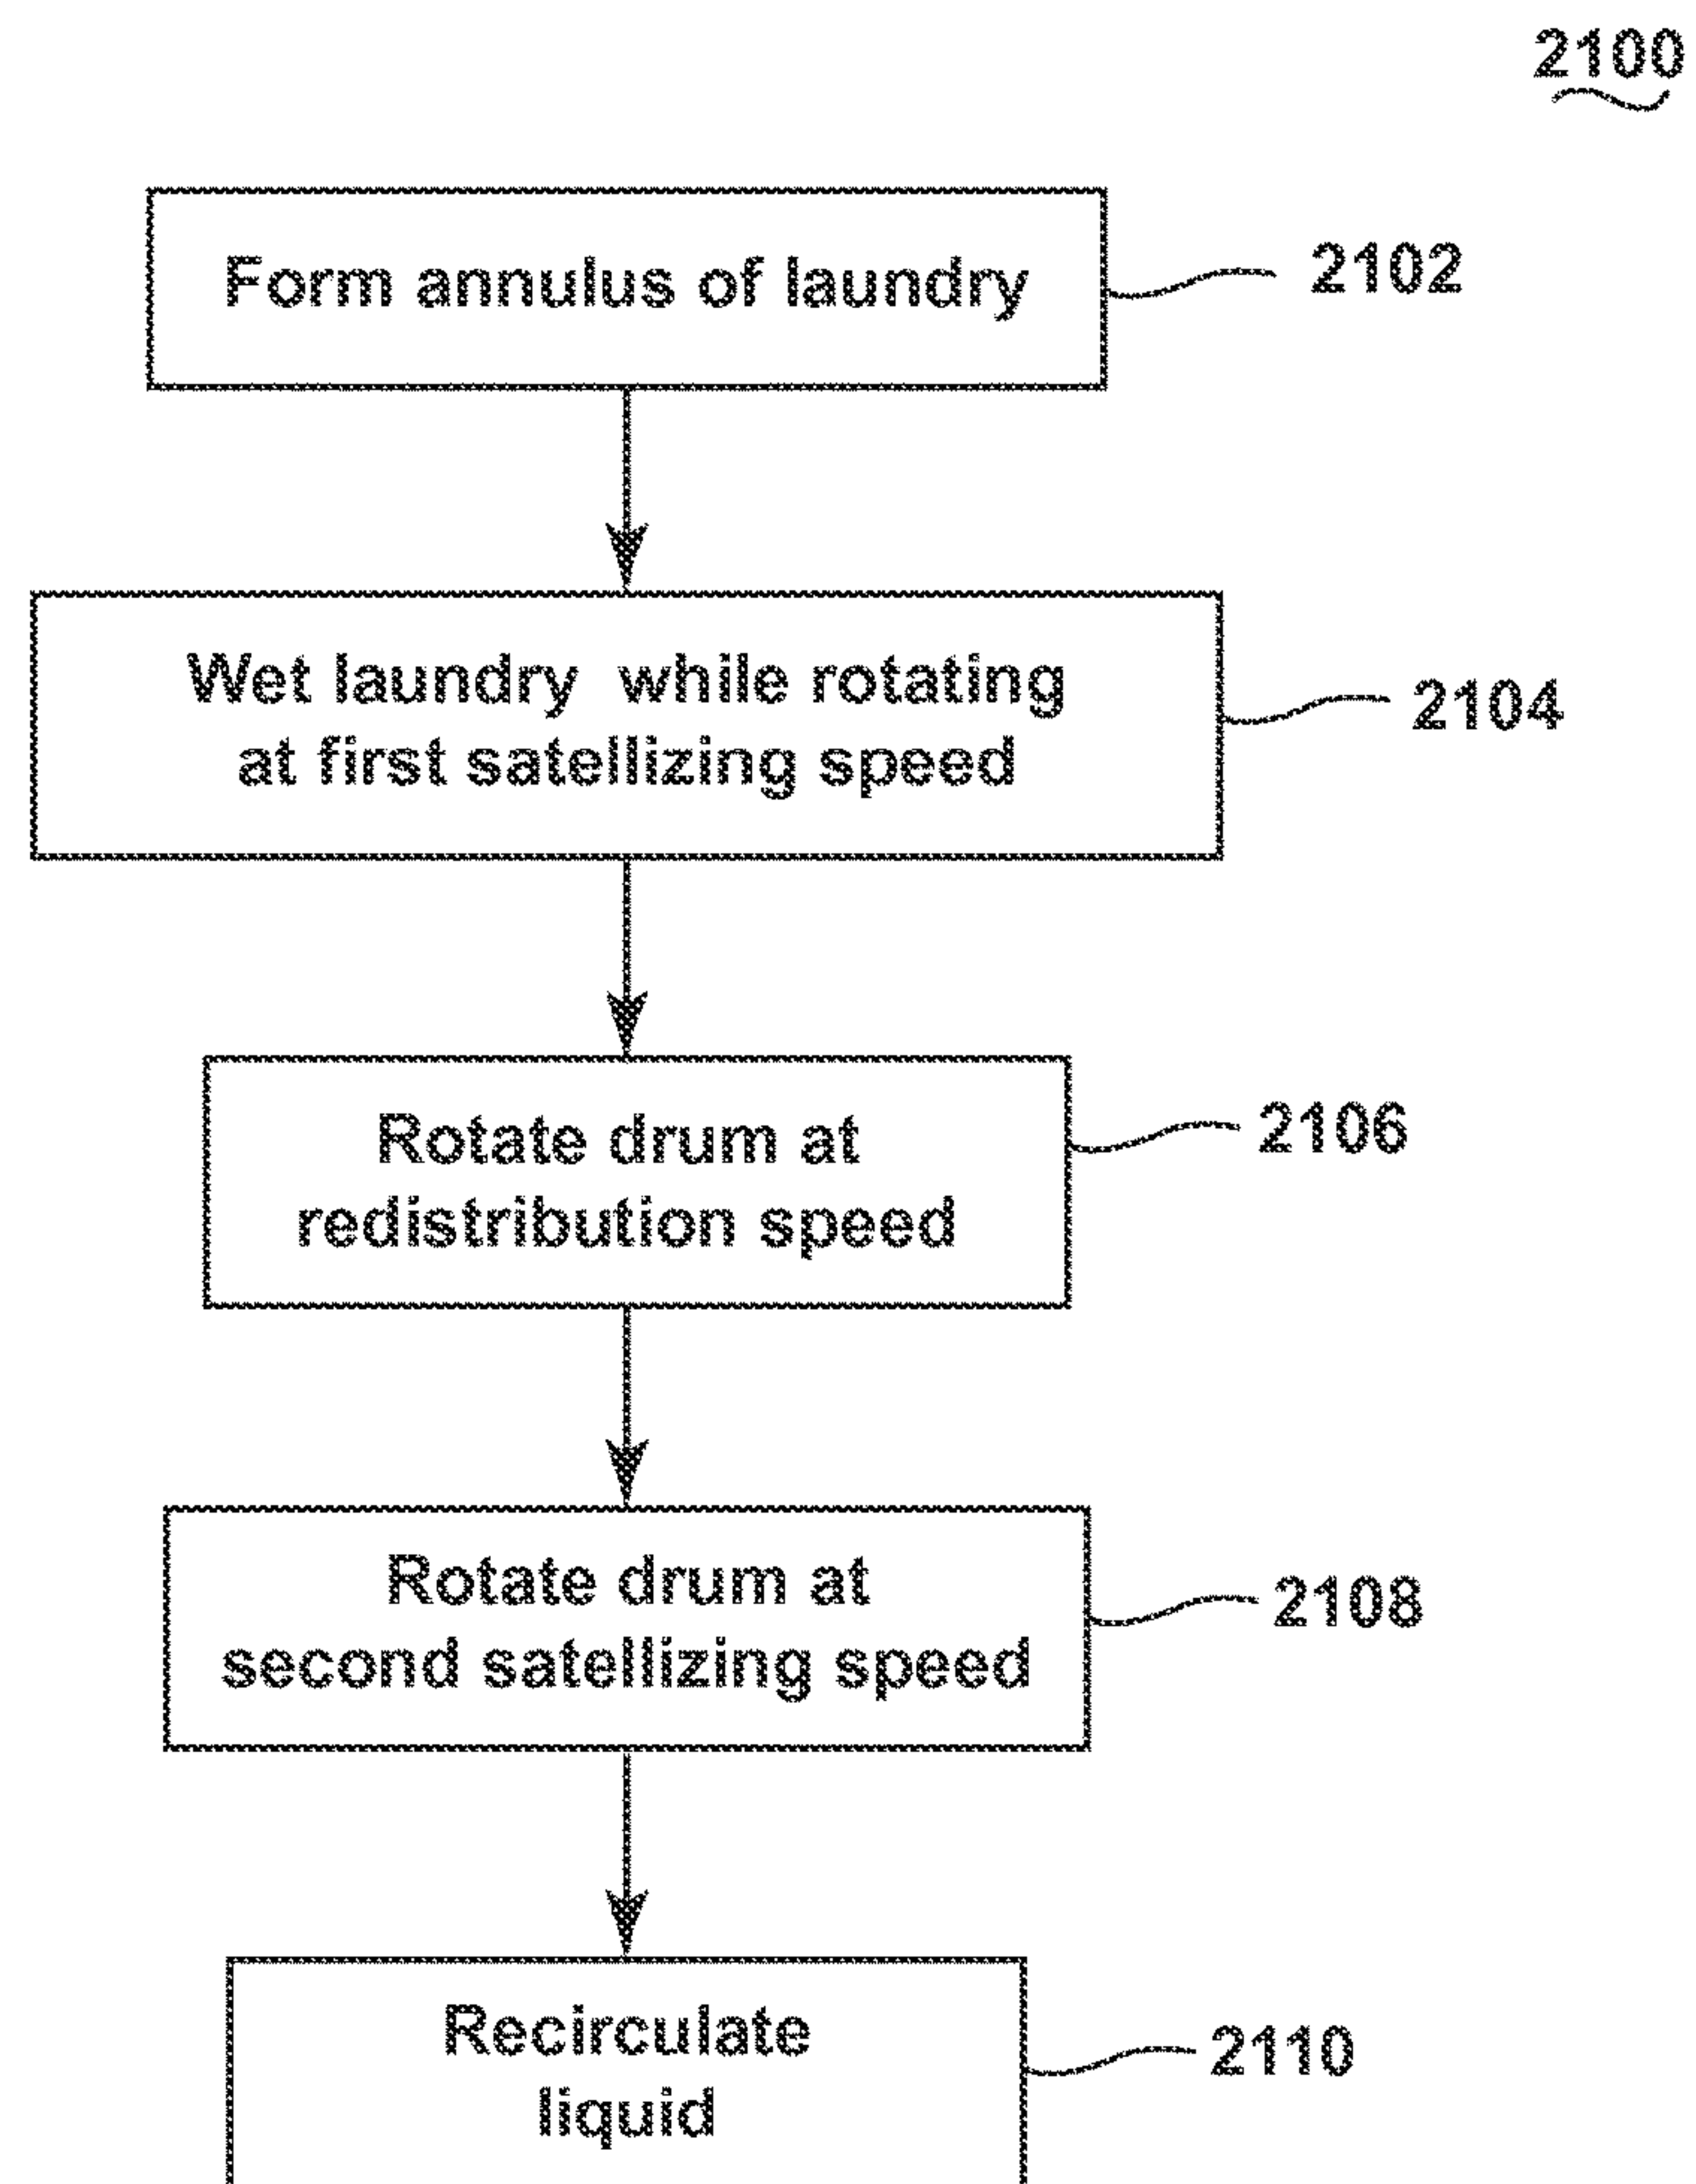 2100
Form annulus of laundry
2102
Wet laundry while rotating
at first satellizing speed
2104
Rotate drum at
redistribution speed
2106
Rotate drum at
second satellizing speed
2108
Recirculate
liquid
2110